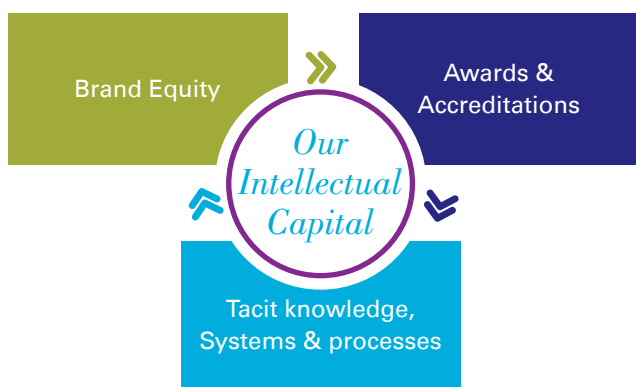 Brand Equity
Awards &
Accreditations
Our
Intellectual
Capital
Tacit knowledge,
Systems & processes